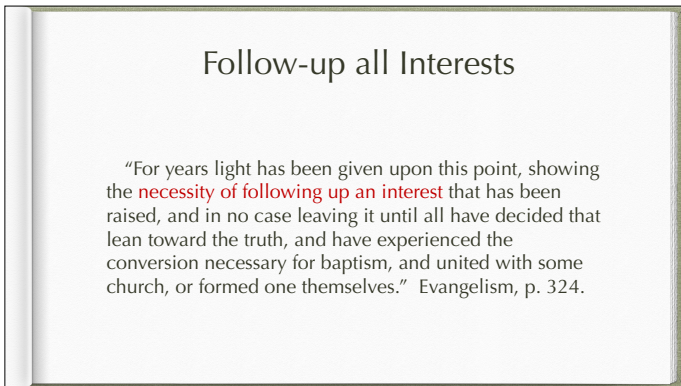 Follow-up all Interests
“For years light has been given upon this point, showing
the necessity of following up an interest that has been
raised, and in no case leaving it until all have decided that
lean toward the truth, and have experienced the
conversion necessary for baptism, and united with some
church, or formed one themselves.”  Evangelism, p. 324.